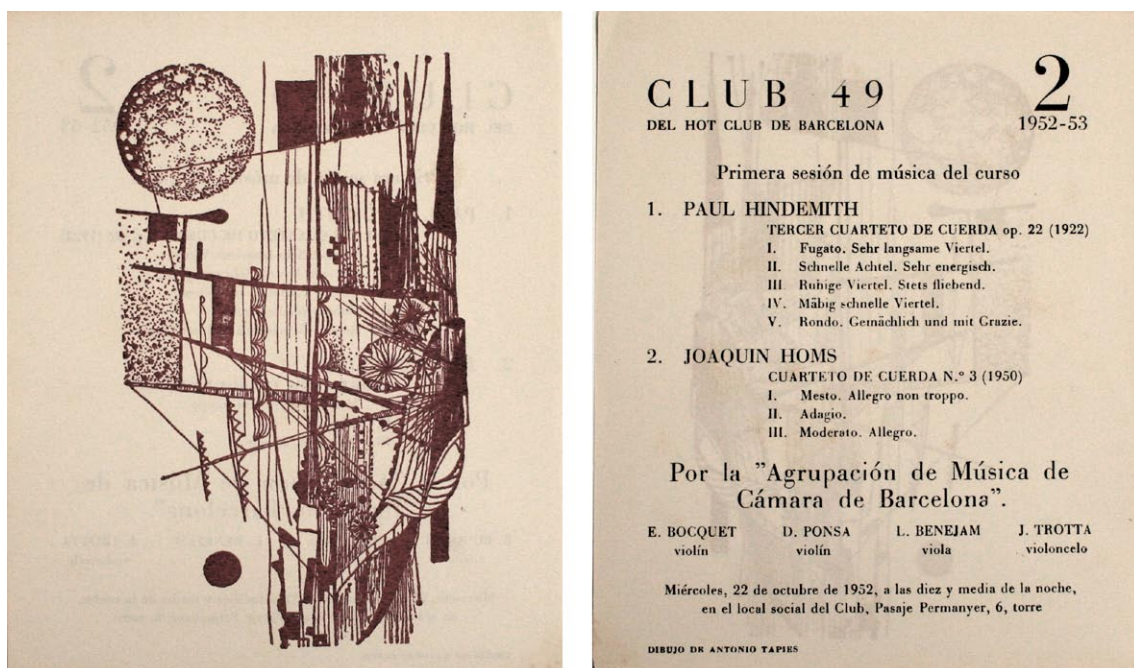 CLUB 49
2
DEL HOT CLUB DE BARCELONA
1952-53
Primera sesión de música del curso
1. PAUL HINDEMITH
TERCER CUARTETO DE CUERDA op. 22 (1922)
I. Fugato. Sehr langsame Viertel.
II. Schnelle Achtel. Sehr energisch.
III. Ruhige Viertel. Stets fliebend.
IV. Mäbig schnelle Viertel.
V. Rondo. Gemächlich und mit Grazie.
2. JOAQUIN HOMS
CUARTETO DE CUERDA N.º 3 (1950)
I. Mesto. Allegro non troppo.
II. Adagio.
III. Moderato. Allegro.
Por la "Agrupación de Música de
Cámara de Barcelona".
E. BOCQUET D. PONSA L. BENEJAM J. TROTTA
violín violín viola violoncelo
Miércoles, 22 de octubre de 1952, a las diez y media de la noche,
en el local social del Club, Pasaje Permanyer, 6, torre
DIBUJO DE ANTONIO TAPIES